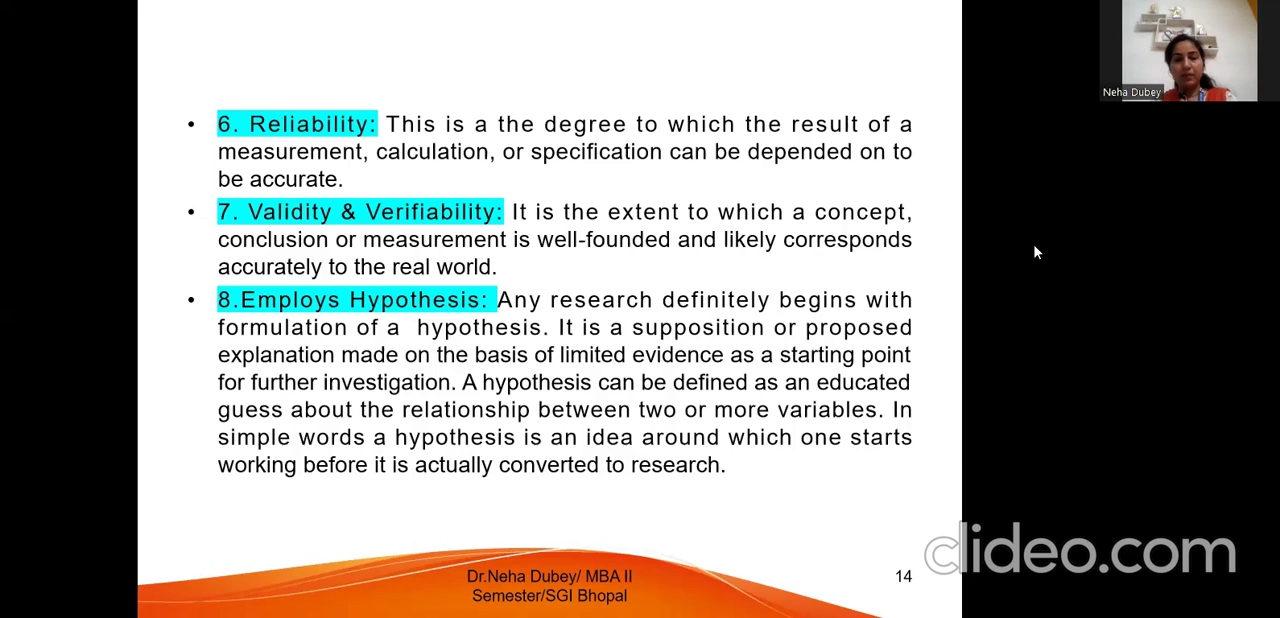 Neha Dubey
• 6. Reliability: This is a the degree to which the result of a
measurement, calculation, or specification can be depended on to
be accurate.
• 7. Validity & Verifiability: It is the extent to which a concept,
conclusion or measurement is well-founded and likely corresponds
accurately to the real world.
• 8.Employs Hypothesis: Any research definitely begins with
formulation of a hypothesis. It is a supposition or proposed
explanation made on the basis of limited evidence as a starting point
for further investigation. A hypothesis can be defined as an educated
guess about the relationship between two or more variables. In
simple words a hypothesis is an idea around which one starts
working before it is actually converted to research.
clideo.com
Dr.Neha Dubey/ MBA II
Semester/SGI Bhopal
14